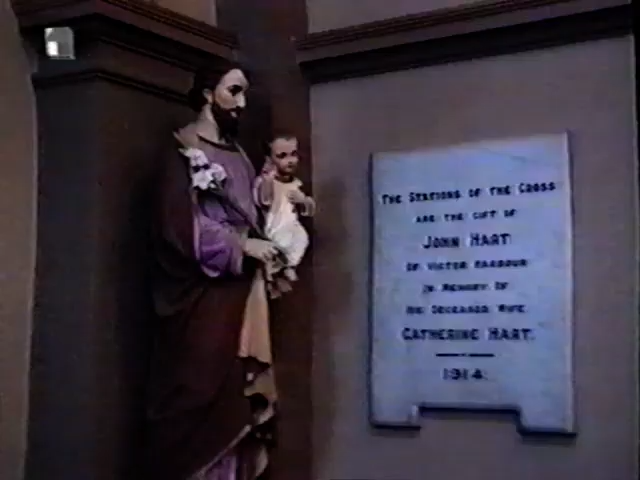 THE STATIONS OF THE CROSS
ARE THE GIFT OF
JOHN HART
OF VICTOR HARBOUR
IN MEMORY OF
HIS DECEASED WIFE
CATHERINE HART.
1914.